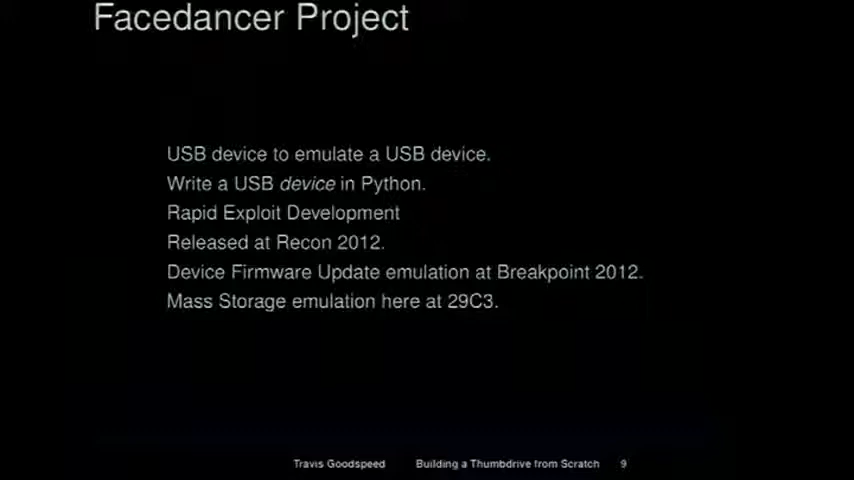 Facedancer Project
USB device to emulate a USB device.
Write a USB device in Python.
Rapid Exploit Development
Released at Recon 2012.
Device Firmware Update emulation at Breakpoint 2012.
Mass Storage emulation here at 29C3.
Travis Goodspeed Building a Thumbdrive from Scratch 9